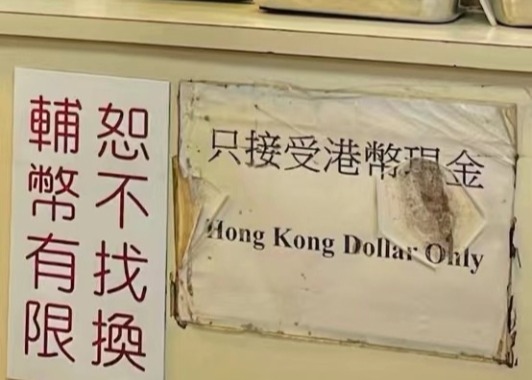 輔幣有限
恕不找換
只接受港幣現金
Hong Kong Dollar Only